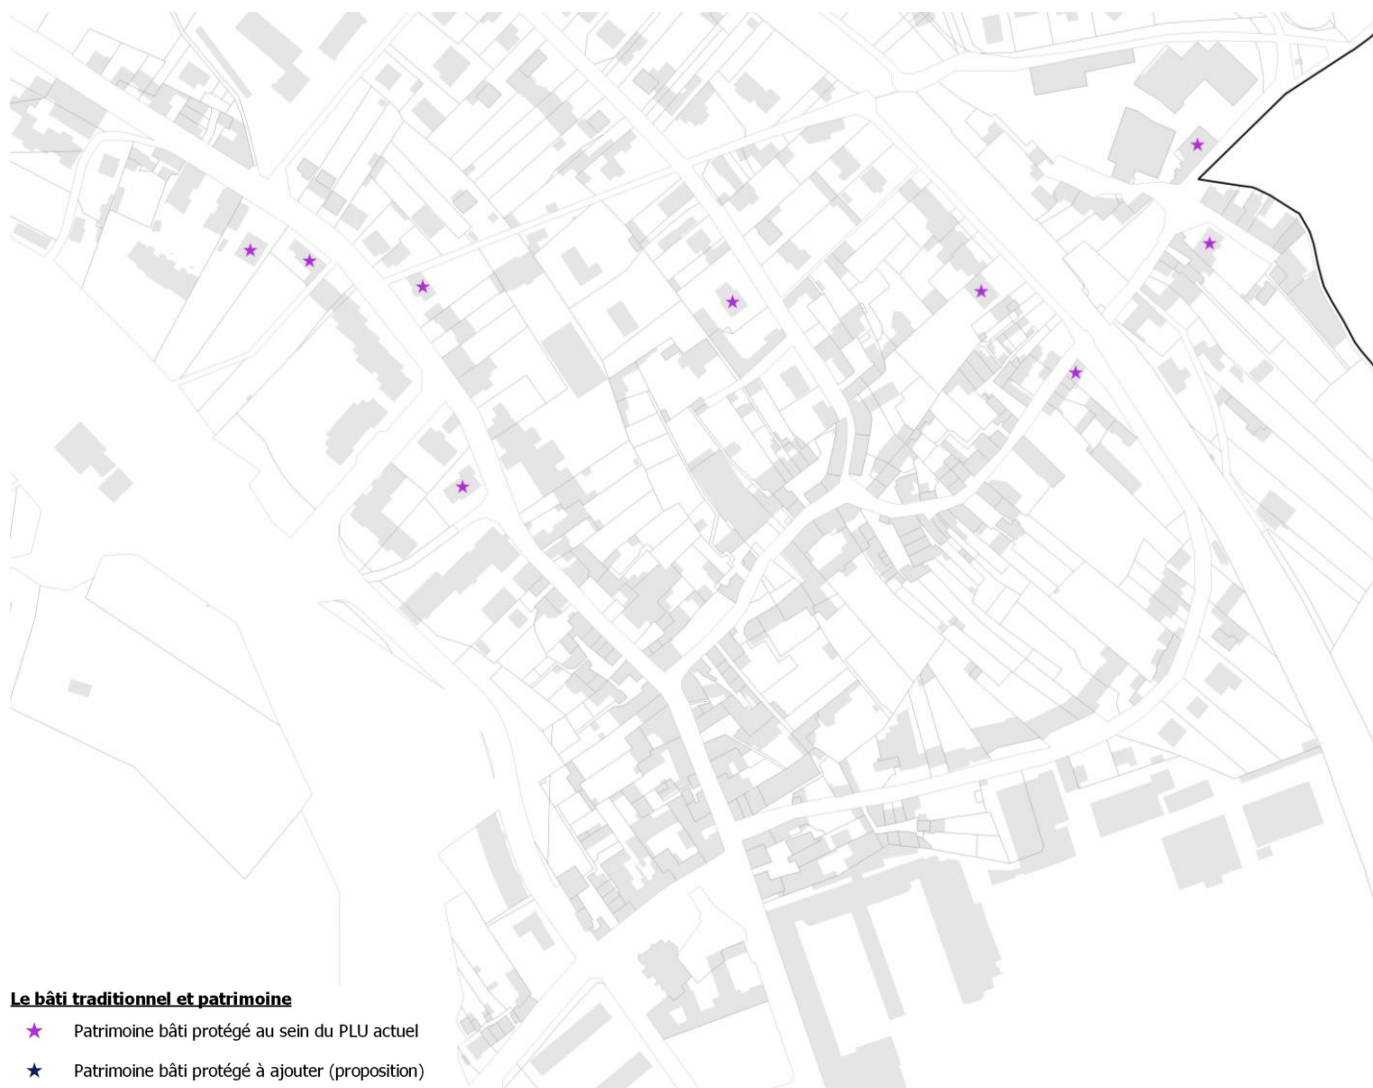 Le bâti traditionnel et patrimoine
Patrimoine bâti protégé au sein du PLU actuel
Patrimoine bâti protégé à ajouter (proposition)